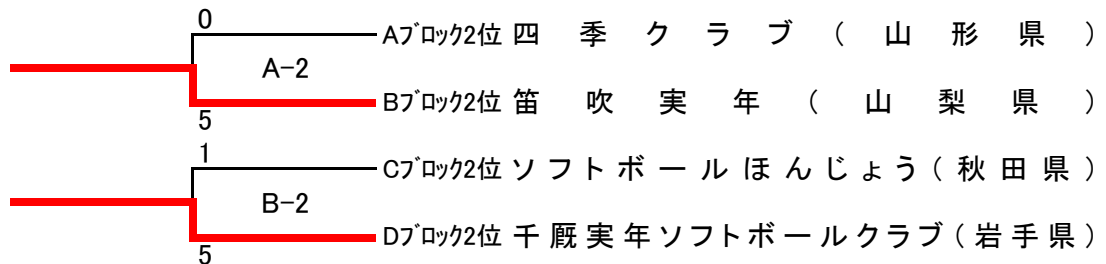 0
Aブロック2位 四季クラブ(山形県)
A-2
Bブロック2位 笛吹実年(山梨県)
5
1
Cブロック2位 ソフトボールほんじょう(秋田県)
B-2
Dブロック2位 千厩実年ソフトボールクラブ(岩手県)
5